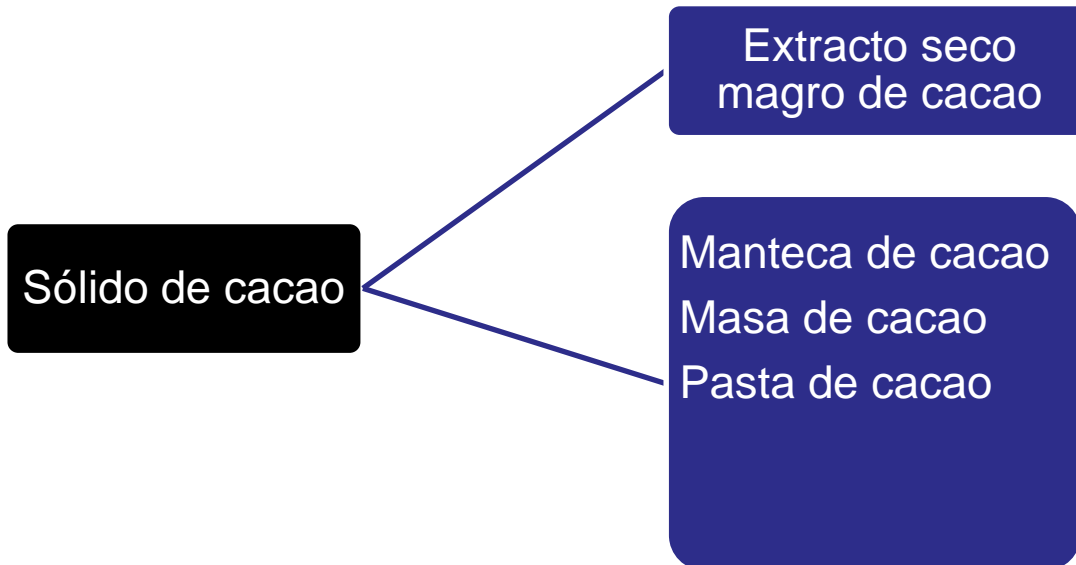 Extracto seco
magro de cacao
Sólido de cacao
Manteca de cacao
Masa de cacao
Pasta de cacao